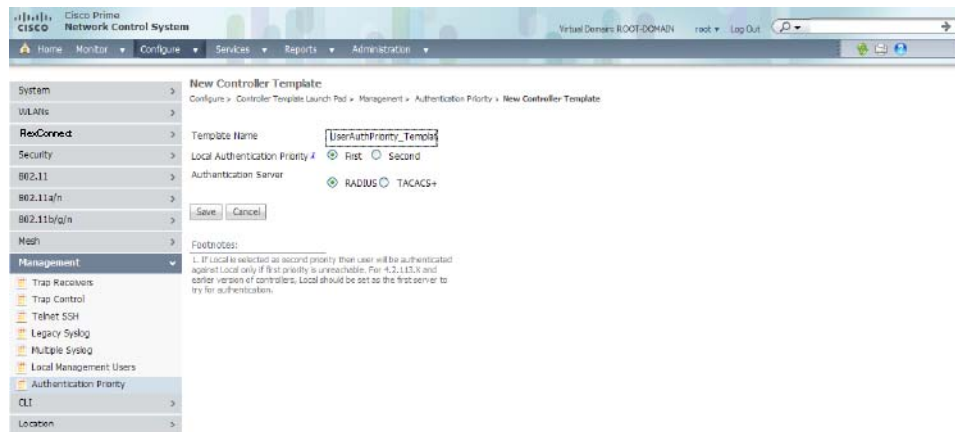 Cisco Prime
CISCO Network Control System
Virtual Domain: ROOT-DOMAIN root Log Out
Home Monitor Configure Services Reports Administration
System
WLANs
FlexConnect
Security
802.11
802.11a/n
802.11b/g/n
Mesh
Management
Trap Receivers
Trap Control
Telnet SSH
Legacy Syslog
Multiple Syslog
Local Management Users
Authentication Priority
CLI
Location
New Controller Template
Configure > Controller Template Launch Pad > Management > Authentication Priority > New Controller Template
Template Name UserAuthPriority_Templat
Local Authentication Priority First Second
Authentication Server RADIUS TACACS+
Save Cancel
Footnotes:
1. If Local is selected as second priority then user will be authenticated
against Local only if first priority is unreachable. For 4.2.113.X and
earlier version of controllers, Local should be set as the first server to
try for authentication.